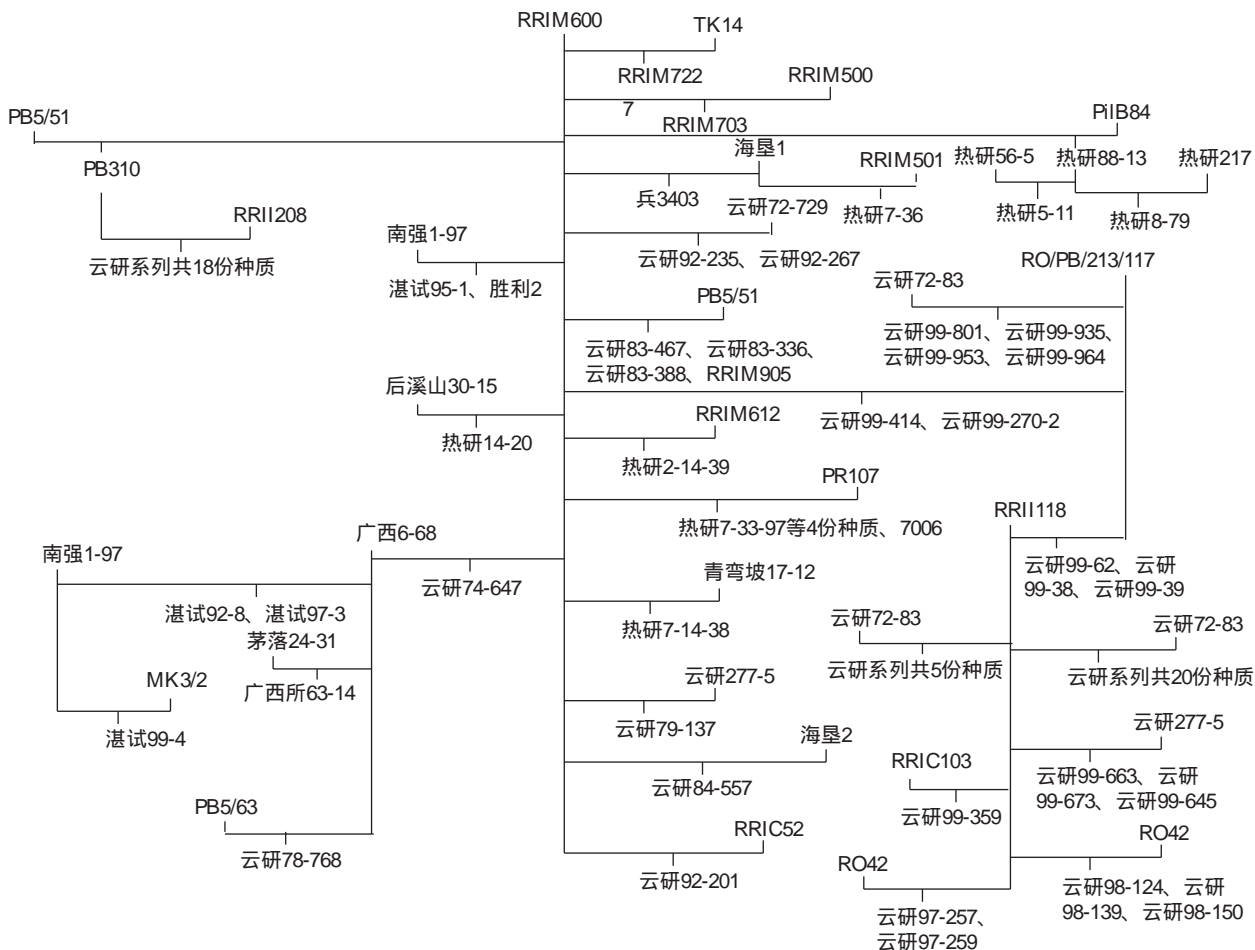 RRIM600
TK14
RRIM722
RRIM500
7
RRIM703
PB5/51
PilB84
PB310
海垦1
RRIM501
热研56-5
热研88-13
热研217
兵3403
云研72-729
热研7-36
热研5-11
热研8-79
RRII208
南强1-97
云研系列共18份种质
云研92-235、云研92-267
RO/PB/213/117
湛试95-1、胜利2
云研72-83
PB5/51
云研99-801、云研99-935、
云研99-953、云研99-964
云研83-467、云研83-336、
云研83-388、RRIM905
后溪山30-15
RRIM612
云研99-414、云研99-270-2
热研14-20
热研2-14-39
PR107
RRII118
热研7-33-97等4份种质、7006
广西6-68
南强1-97
云研74-647
青弯坡17-12
云研99-62、云研
99-38、云研99-39
湛试92-8、湛试97-3
热研7-14-38
云研72-83
云研72-83
茅落24-31
云研系列共5份种质
云研系列共20份种质
MK3/2
广西所63-14
云研277-5
湛试99-4
云研79-137
云研277-5
海垦2
RRIC103
云研99-663、云研
99-673、云研99-645
云研84-557
PB5/63
云研99-359
RRIC52
RO42
云研78-768
RO42
云研92-201
云研98-124、云研
98-139、云研98-150
云研97-257、
云研97-259